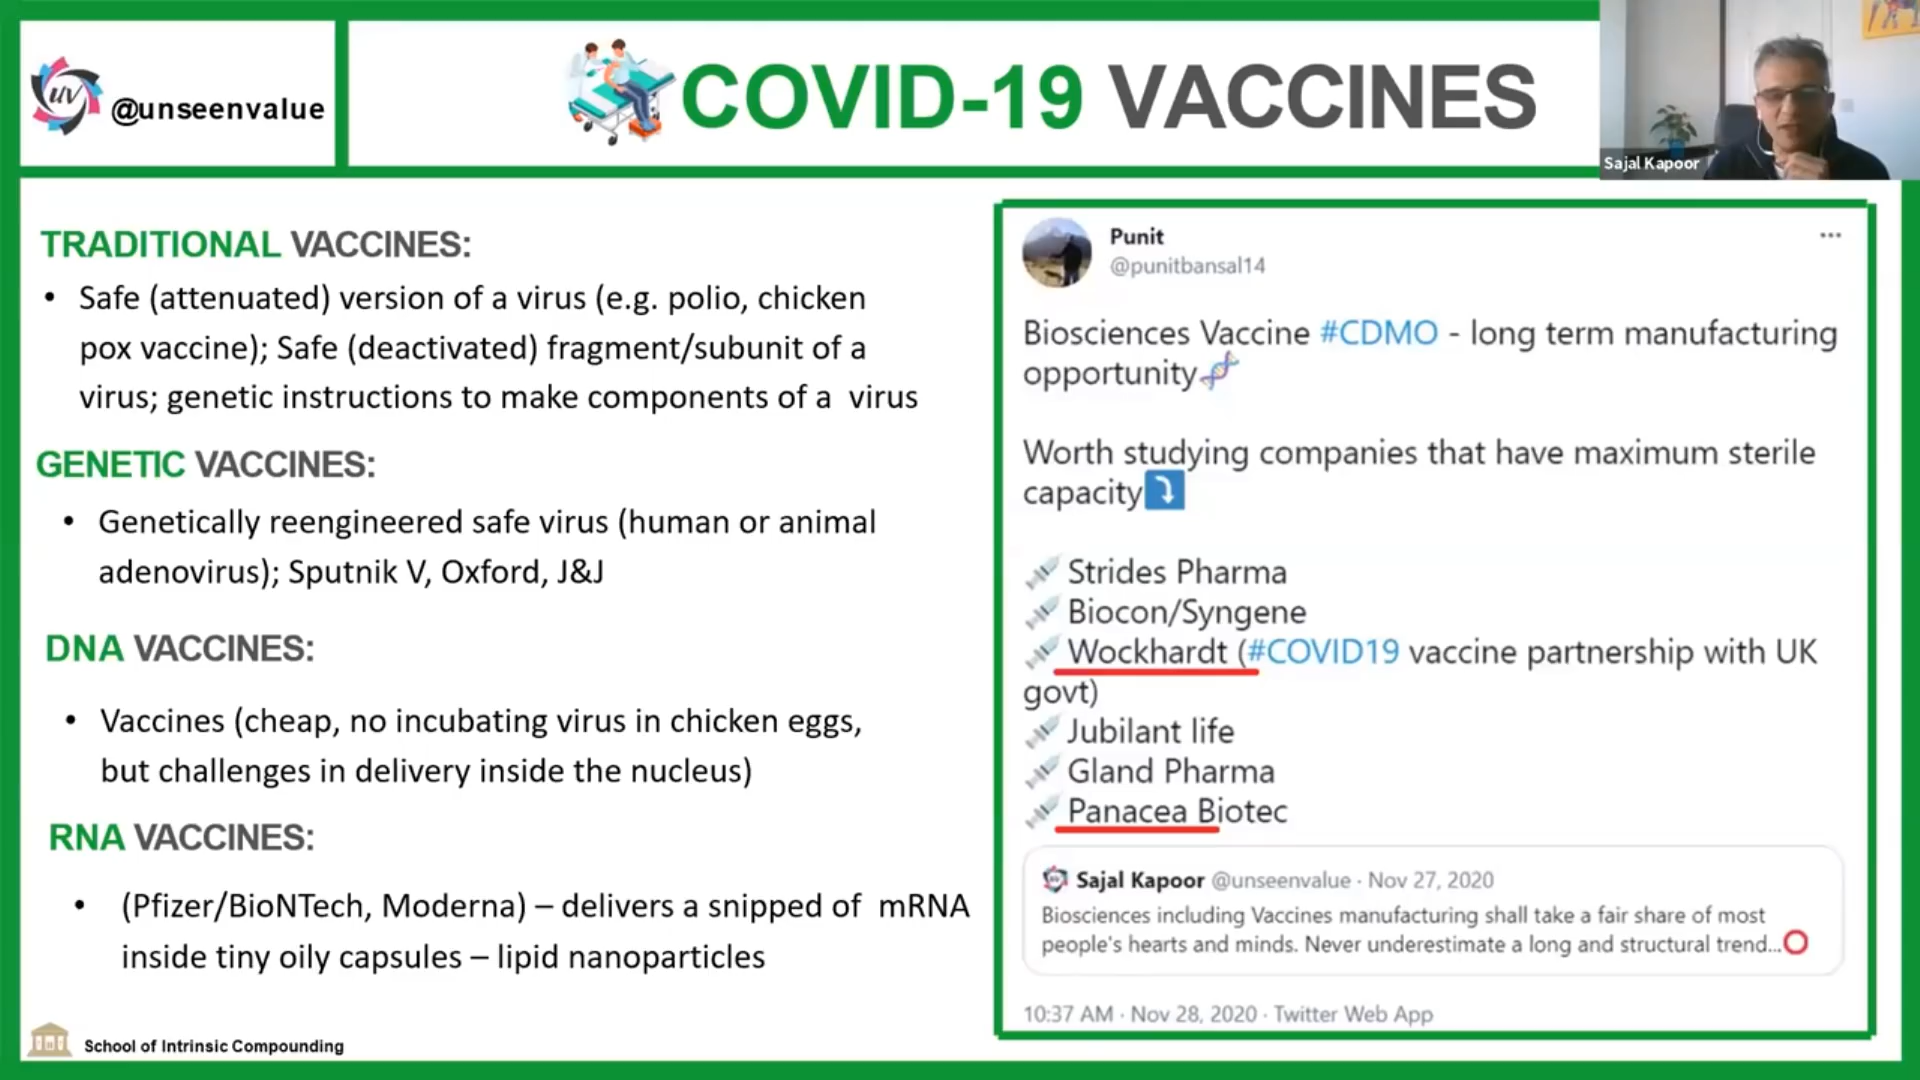 uv
@unseenvalue
COVID-19 VACCINES
Sajal Kapoor
TRADITIONAL VACCINES:
• Safe (attenuated) version of a virus (e.g. polio, chicken
pox vaccine); Safe (deactivated) fragment/subunit of a
virus; genetic instructions to make components of a virus
GENETIC VACCINES:
• Genetically reengineered safe virus (human or animal
adenovirus); Sputnik V, Oxford, J&J
DNA VACCINES:
• Vaccines (cheap, no incubating virus in chicken eggs,
but challenges in delivery inside the nucleus)
RNA VACCINES:
• (Pfizer/BioNTech, Moderna) – delivers a snipped of mRNA
inside tiny oily capsules – lipid nanoparticles
School of Intrinsic Compounding
Punit
@punitbansal14
Biosciences Vaccine #CDMO - long term manufacturing
opportunity
Worth studying companies that have maximum sterile
capacity
Strides Pharma
Biocon/Syngene
Wockhardt (#COVID19 vaccine partnership with UK
govt)
Jubilant life
Gland Pharma
Panacea Biotec
Sajal Kapoor @unseenvalue · Nov 27, 2020
Biosciences including Vaccines manufacturing shall take a fair share of most
people's hearts and minds. Never underestimate a long and structural trend...
10:37 AM · Nov 28, 2020 · Twitter Web App